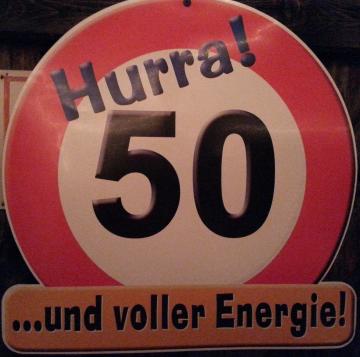 Hurra!
50
...und voller Energie!